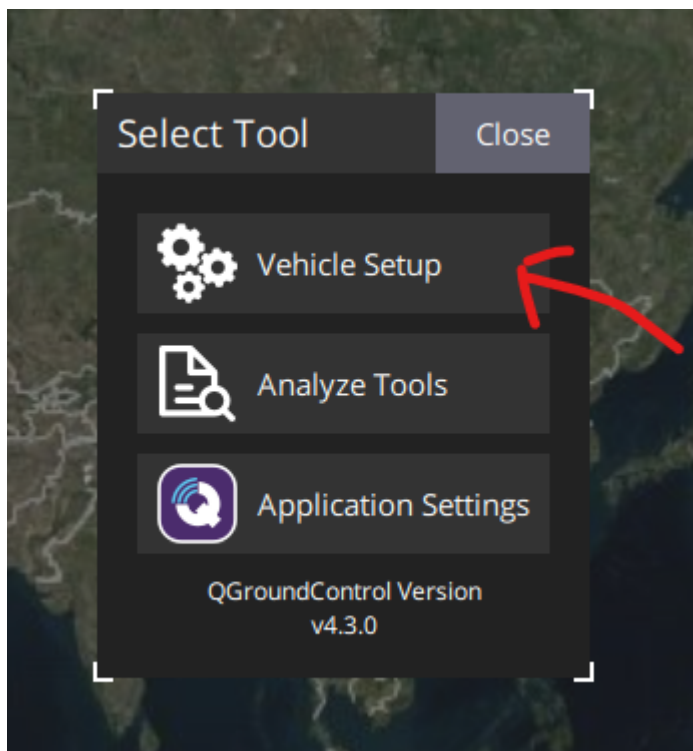 Select Tool
Close
Vehicle Setup
Analyze Tools
Application Settings
QGroundControl Version
v4.3.0